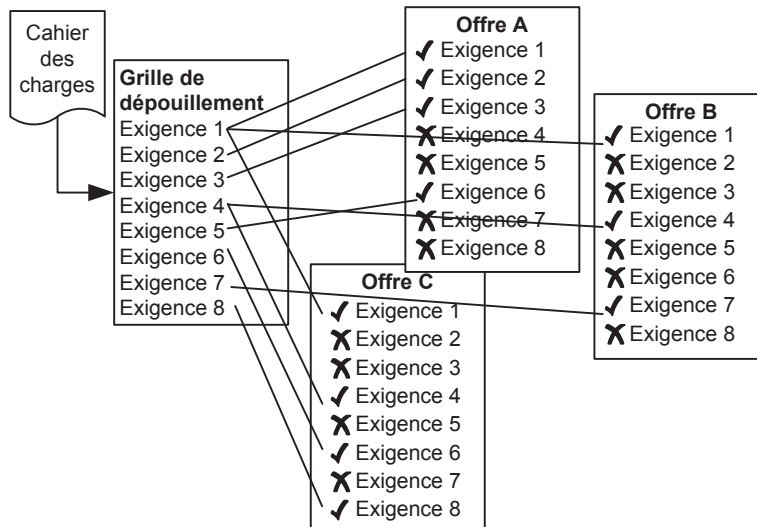 Cahier
des
charges
Grille de
dépouillement
Exigence 1
Exigence 2
Exigence 3
Exigence 4
Exigence 5
Exigence 6
Exigence 7
Exigence 8
Offre A
Exigence 1
Exigence 2
Exigence 3
Exigence 4
Exigence 5
Exigence 6
Exigence 7
Exigence 8
Offre B
Exigence 1
Exigence 2
Exigence 3
Exigence 4
Exigence 5
Exigence 6
Exigence 7
Exigence 8
Offre C
Exigence 1
Exigence 2
Exigence 3
Exigence 4
Exigence 5
Exigence 6
Exigence 7
Exigence 8